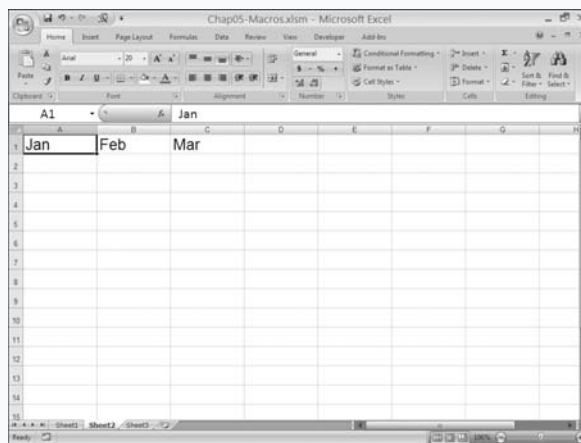 Chap05-Macros.xlsm - Microsoft Excel
Home Insert Page Layout Formulas Data Review View Developer Add-Ins
Arial 20 A A General Conditional Formatting Insert Σ
Paste B I U A $ % , Format as Table Delete Sort & Find &
Cell Styles Format Filter Select
Clipboard Font Alignment Number Styles Cells Editing
A1 fx Jan
A B C D E F G H
1 Jan Feb Mar
2
3
4
5
6
7
8
9
10
11
12
13
14
15
Sheet1 Sheet2 Sheet3
Ready 100%